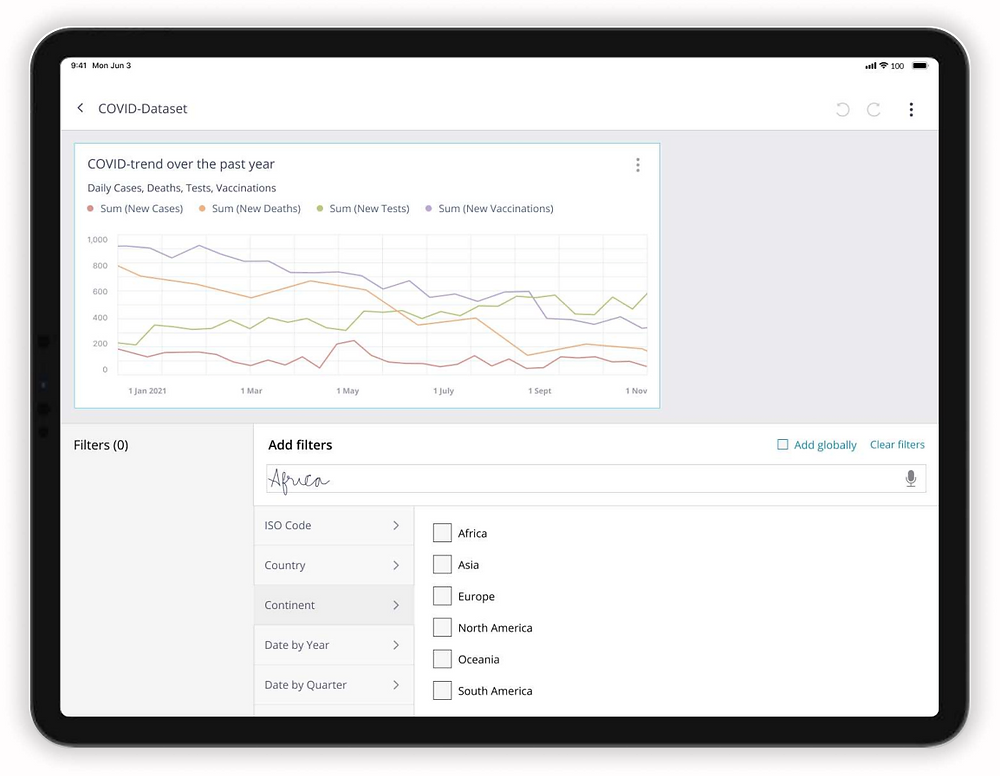 9:41 Mon Jun 3 100
COVID-Dataset
COVID-trend over the past year
Daily Cases, Deaths, Tests, Vaccinations
Sum (New Cases) Sum (New Deaths) Sum (New Tests) Sum (New Vaccinations)
1,000
800
600
400
200
0
1 Jan 2021 1 Mar 1 May 1 July 1 Sept 1 Nov
Filters (0)
Add filters Add globally Clear filters
Africa
ISO Code
Country
Continent
Date by Year
Date by Quarter
Africa
Asia
Europe
North America
Oceania
South America